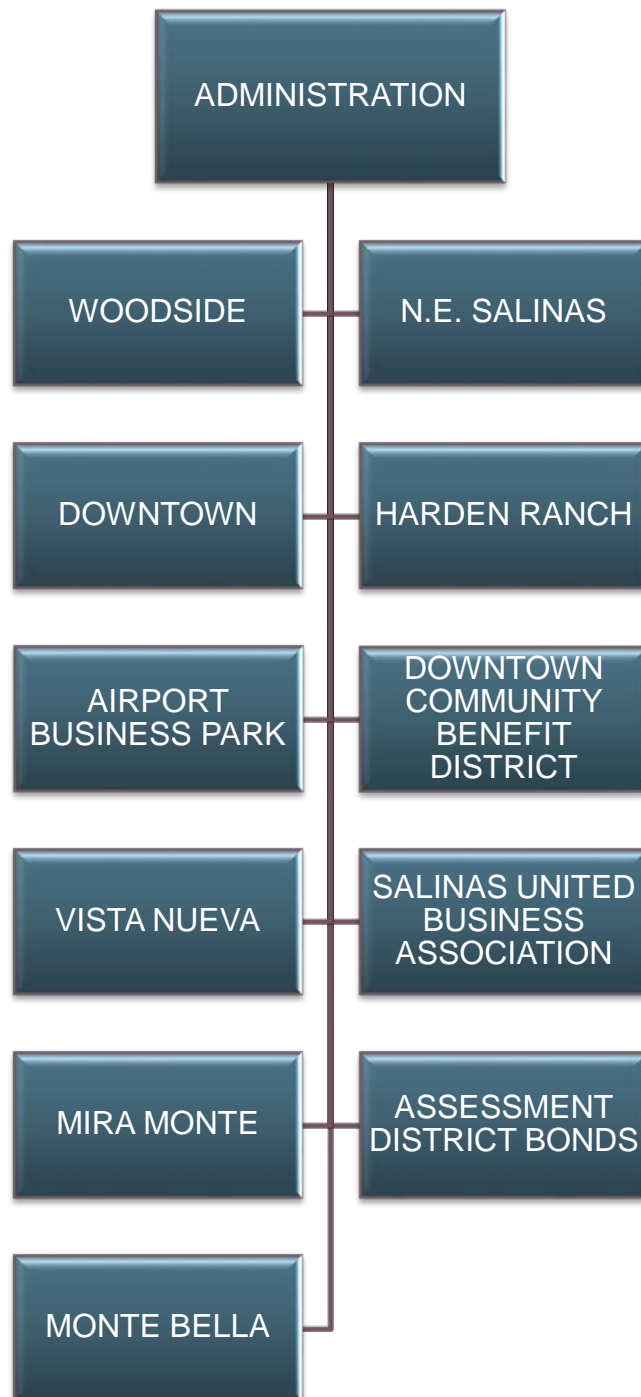 ADMINISTRATION
WOODSIDE
N.E. SALINAS
DOWNTOWN
HARDEN RANCH
AIRPORT
BUSINESS PARK
DOWNTOWN
COMMUNITY
BENEFIT
DISTRICT
VISTA NUEVA
SALINAS UNITED
BUSINESS
ASSOCIATION
MIRA MONTE
ASSESSMENT
DISTRICT BONDS
MONTE BELLA